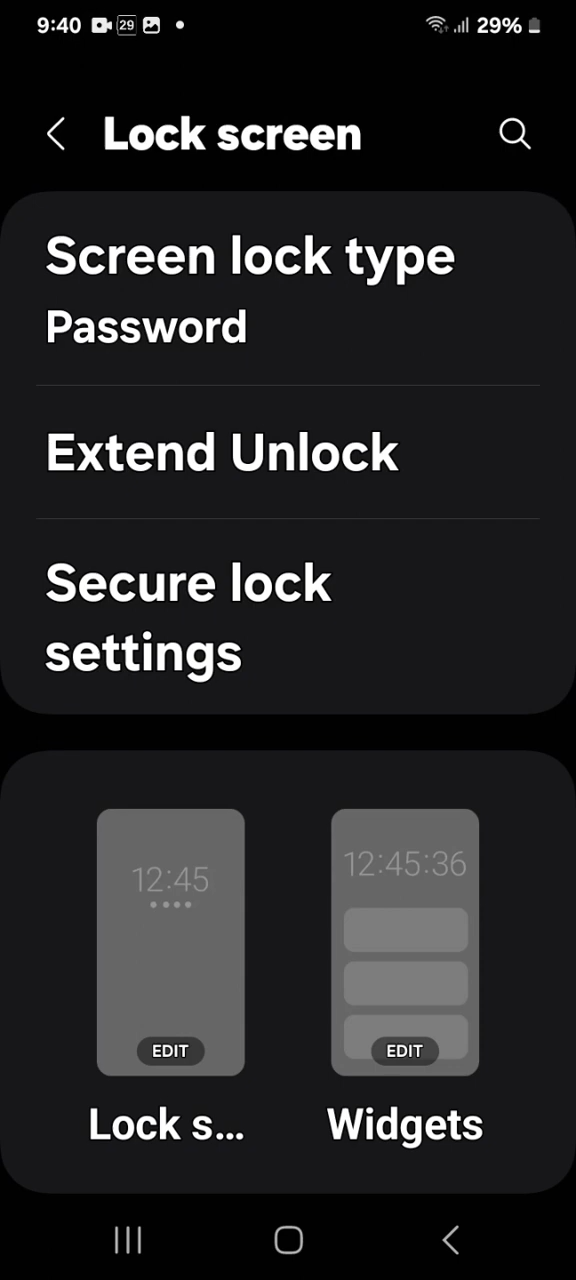 9:40 29 29%
Lock screen
Screen lock type
Password
Extend Unlock
Secure lock
settings
12:45
12:45:36
EDIT
EDIT
Lock s...
Widgets